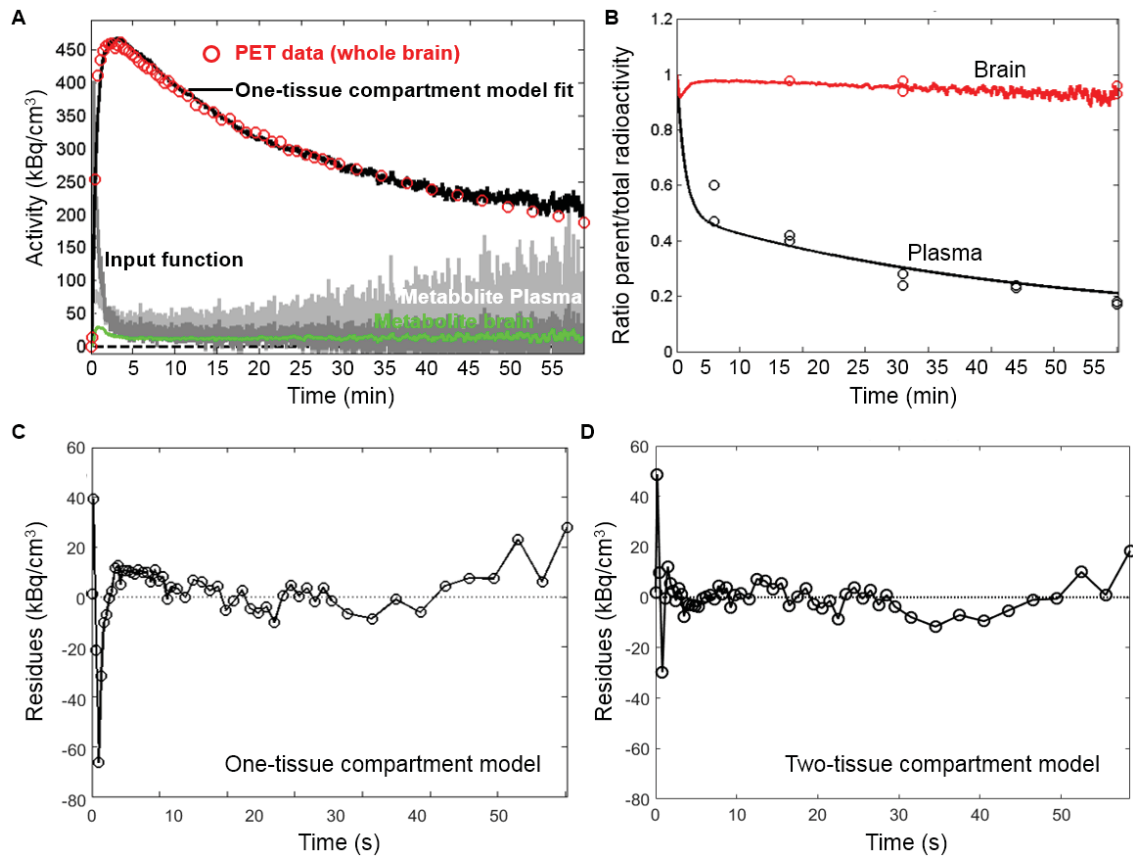 A
450
400
350
300
250
200
150
100
50
0
Activity (kBq/cm³)
PET data (whole brain)
One-tissue compartment model fit
Input function
Metabolite Plasma
Metabolite brain
0 5 10 15 20 25 30 35 40 45 50 55
Time (min)
B
1.2
1
0.8
0.6
0.4
0.2
0
Ratio parent/total radioactivity
Brain
Plasma
0 5 15 20 30 35 45 50 55
Time (min)
C
60
40
20
0
-20
-40
-60
-80
Residues (kBq/cm³)
One-tissue compartment model
0 10 20 30 40 50
Time (s)
D
60
40
20
0
-20
-40
-60
-80
Residues (kBq/cm³)
Two-tissue compartment model
0 10 20 30 40 50
Time (s)